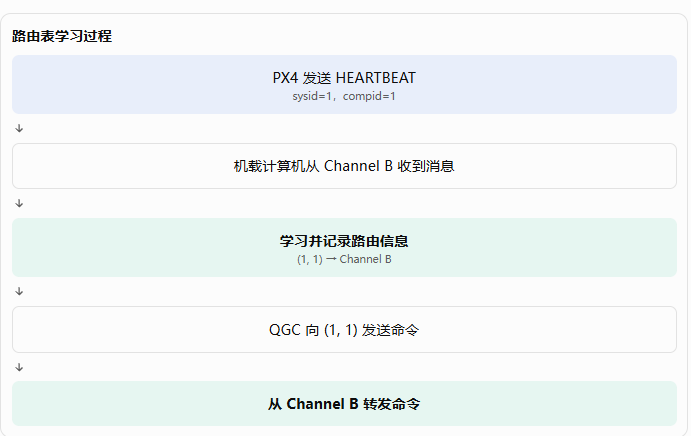 路由表学习过程
PX4 发送 HEARTBEAT
sysid=1，compid=1
↓
机载计算机从 Channel B 收到消息
↓
学习并记录路由信息
(1, 1) → Channel B
↓
QGC 向 (1, 1) 发送命令
↓
从 Channel B 转发命令